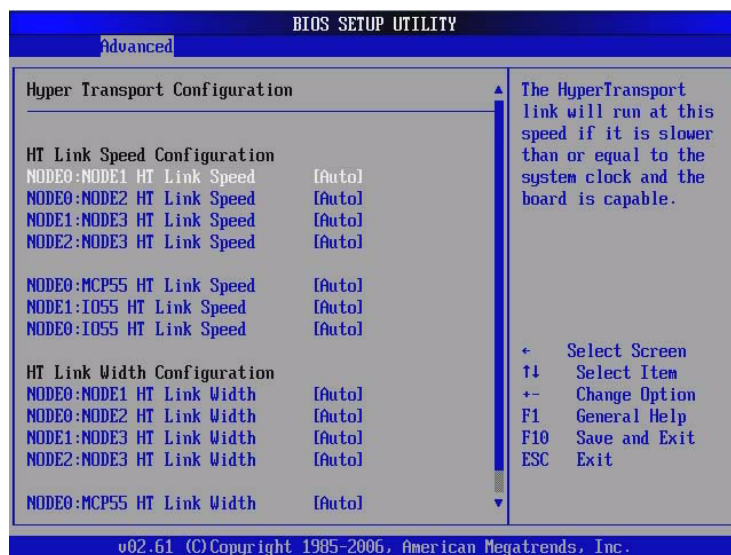 BIOS SETUP UTILITY
Advanced
Hyper Transport Configuration
HT Link Speed Configuration
NODE0:NODE1 HT Link Speed [Auto]
NODE0:NODE2 HT Link Speed [Auto]
NODE1:NODE3 HT Link Speed [Auto]
NODE2:NODE3 HT Link Speed [Auto]
NODE0:MCP55 HT Link Speed [Auto]
NODE1:IO55 HT Link Speed [Auto]
NODE0:IO55 HT Link Speed [Auto]
HT Link Width Configuration
NODE0:NODE1 HT Link Width [Auto]
NODE0:NODE2 HT Link Width [Auto]
NODE1:NODE3 HT Link Width [Auto]
NODE2:NODE3 HT Link Width [Auto]
NODE0:MCP55 HT Link Width [Auto]
The HyperTransport
link will run at this
speed if it is slower
than or equal to the
system clock and the
board is capable.
← Select Screen
↑↓ Select Item
+- Change Option
F1 General Help
F10 Save and Exit
ESC Exit
v02.61 (C)Copyright 1985-2006, American Megatrends, Inc.